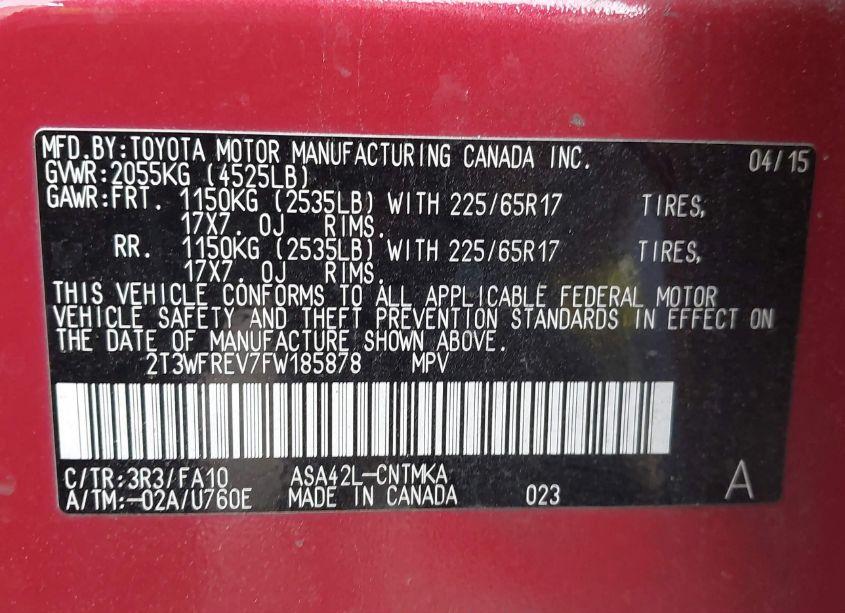 MFD.BY:TOYOTA MOTOR MANUFACTURING CANADA INC. 04/15
GVWR:2055KG (4525LB)
GAWR:FRT. 1150KG (2535LB) WITH 225/65R17 TIRES,
17X7. 0J RIMS.
RR. 1150KG (2535LB) WITH 225/65R17 TIRES,
17X7. 0J RIMS.
THIS VEHICLE CONFORMS TO ALL APPLICABLE FEDERAL MOTOR
VEHICLE SAFETY AND THEFT PREVENTION STANDARDS IN EFFECT ON
THE DATE OF MANUFACTURE SHOWN ABOVE.
2T3WFREV7FW185878 MPV
C/TR:3R3/FA10 ASA42L-CNTMKA
A/TM:-02A/U760E MADE IN CANADA 023 A